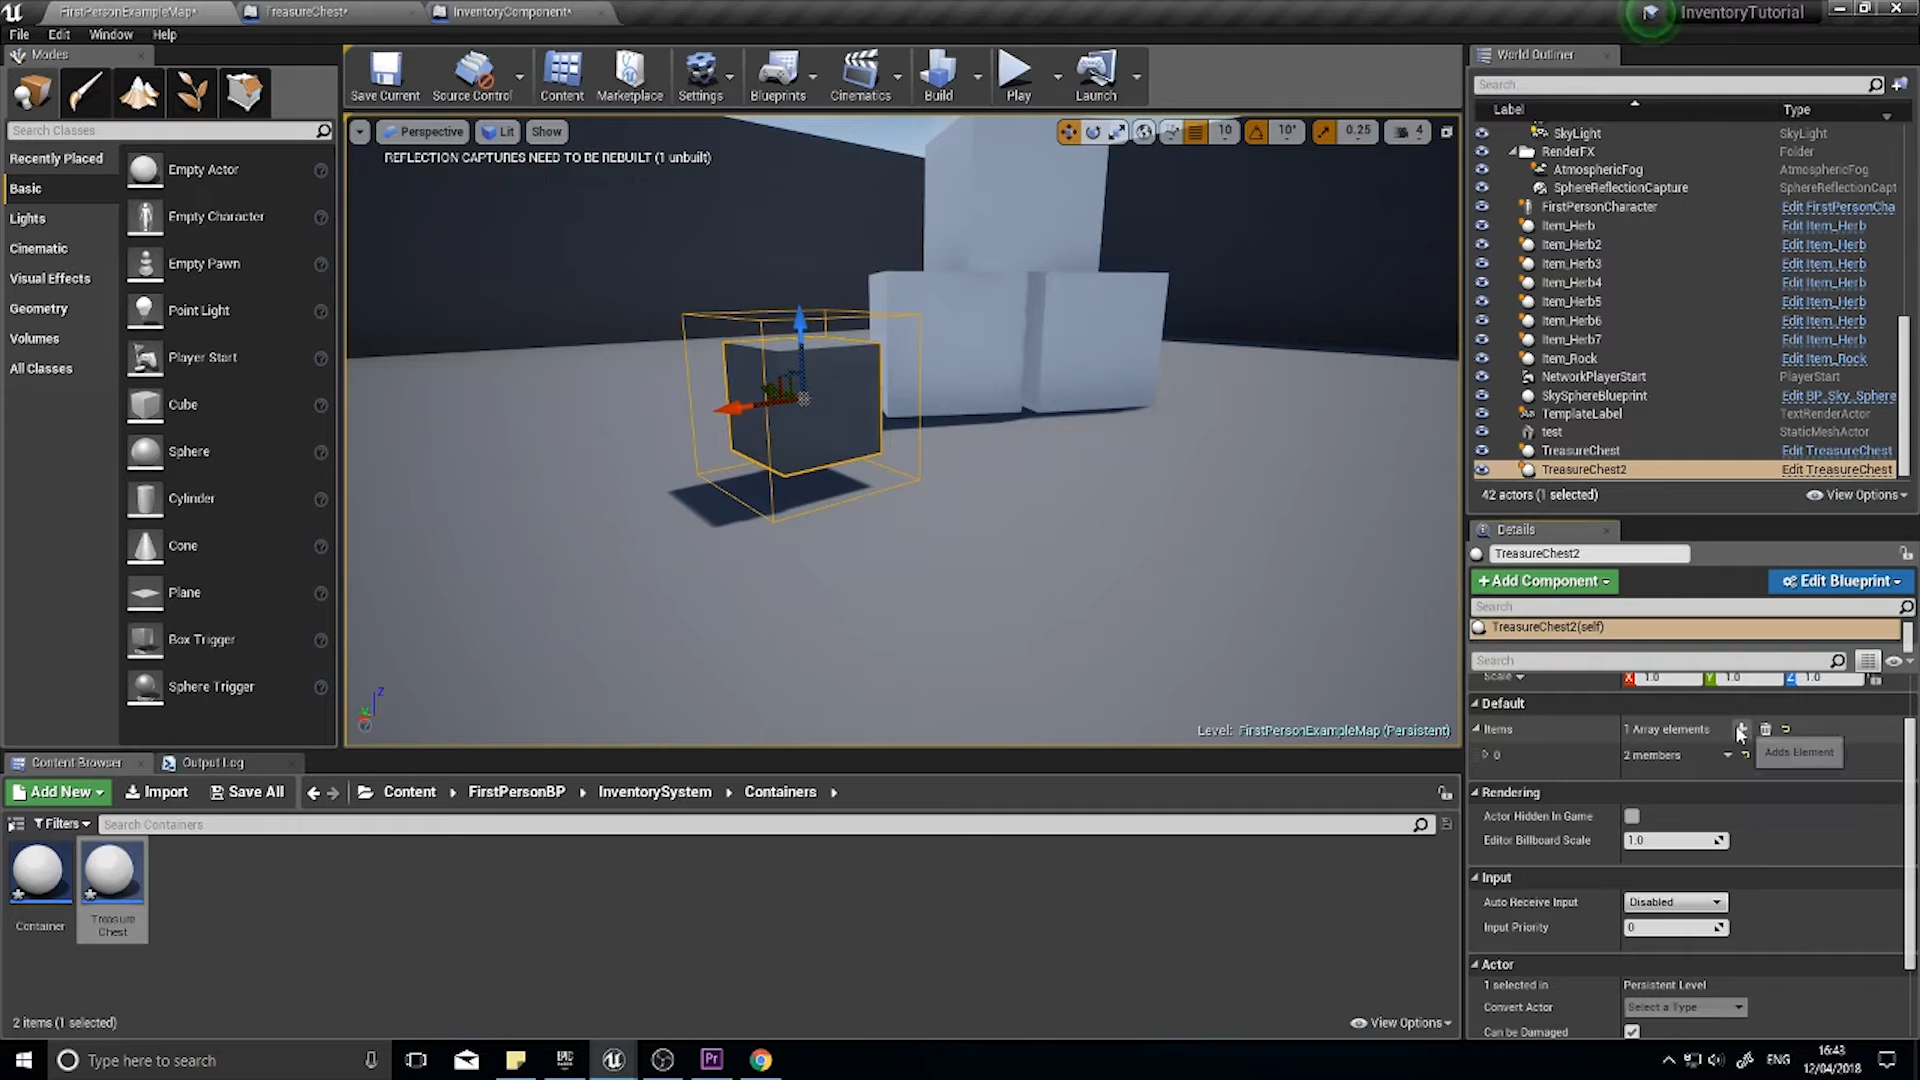 FirstPersonExampleMap*
TreasureChest*
InventoryComponent*
InventoryTutorial
File Edit Window Help
Modes
Search Classes
Recently Placed
Basic
Lights
Cinematic
Visual Effects
Geometry
Volumes
All Classes
Empty Actor
Empty Character
Empty Pawn
Point Light
Player Start
Cube
Sphere
Cylinder
Cone
Plane
Box Trigger
Sphere Trigger
Save Current
Source Control
Content
Marketplace
Settings
Blueprints
Cinematics
Build
Play
Launch
Perspective
Lit
Show
10
10°
0.25
4
REFLECTION CAPTURES NEED TO BE REBUILT (1 unbuilt)
Z
Level: FirstPersonExampleMap (Persistent)
World Outliner
Search...
Label Type
SkyLight SkyLight
RenderFX Folder
AtmosphericFog AtmosphericFog
SphereReflectionCapture SphereReflectionCapt
FirstPersonCharacter Edit FirstPersonCha
Item_Herb Edit Item_Herb
Item_Herb2 Edit Item_Herb
Item_Herb3 Edit Item_Herb
Item_Herb4 Edit Item_Herb
Item_Herb5 Edit Item_Herb
Item_Herb6 Edit Item_Herb
Item_Herb7 Edit Item_Herb
Item_Rock Edit Item_Rock
NetworkPlayerStart PlayerStart
SkySphereBlueprint Edit BP_Sky_Sphere
TemplateLabel TextRenderActor
test StaticMeshActor
TreasureChest Edit TreasureChest
TreasureChest2 Edit TreasureChest
42 actors (1 selected)
View Options
Details
TreasureChest2
+Add Component
Edit Blueprint
Search
TreasureChest2(self)
Search
Scale X 1.0 Y 1.0 Z 1.0
Default
Items 1 Array elements
0 2 members
Adds Element
Rendering
Actor Hidden In Game
Editor Billboard Scale 1.0
Input
Auto Receive Input Disabled
Input Priority 0
Actor
1 selected in Persistent Level
Convert Actor Select a Type
Can be Damaged
Content Browser
Output Log
Add New
Import
Save All
Content
FirstPersonBP
InventorySystem
Containers
Filters
Search Containers
Container
Treasure
Chest
2 items (1 selected)
View Options
Type here to search
EPIC
Pr
ENG
16:43
12/04/2018